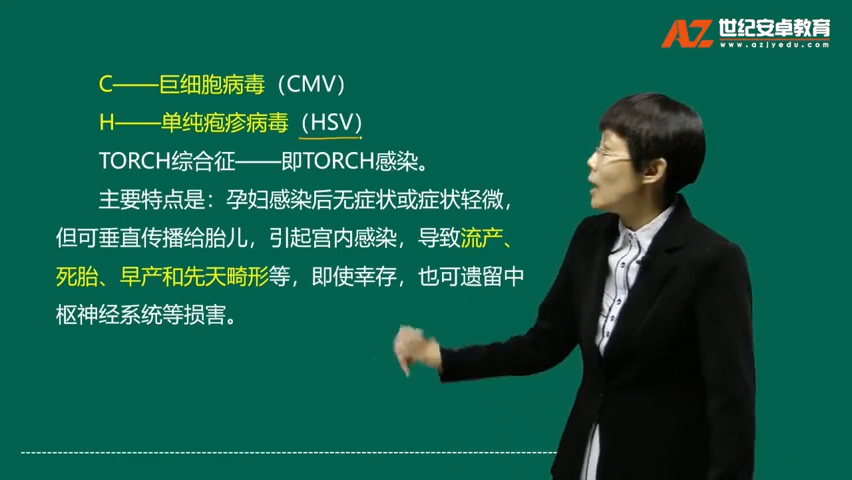 AZ 世纪安卓教育
www.azjyedu.com
C——巨细胞病毒（CMV）
H——单纯疱疹病毒（HSV）
TORCH综合征——即TORCH感染。
主要特点是：孕妇感染后无症状或症状轻微，
但可垂直传播给胎儿，引起宫内感染，导致流产、
死胎、早产和先天畸形等，即使幸存，也可遗留中
枢神经系统等损害。